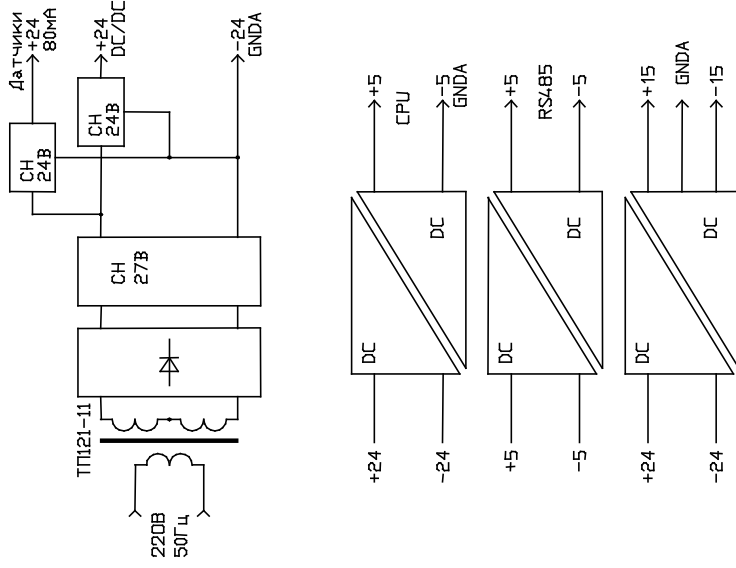 220В
50Гц
ТП121-11
СН
27В
СН
24В
СН
24В
Датчики
+24
80мА
+24
DC/DC
-24
GNDA
+24
-24
DC
DC
+5
CPU
-5
GNDA
+5
-5
DC
DC
+5
RS485
-5
+24
-24
DC
DC
+15
GNDA
-15